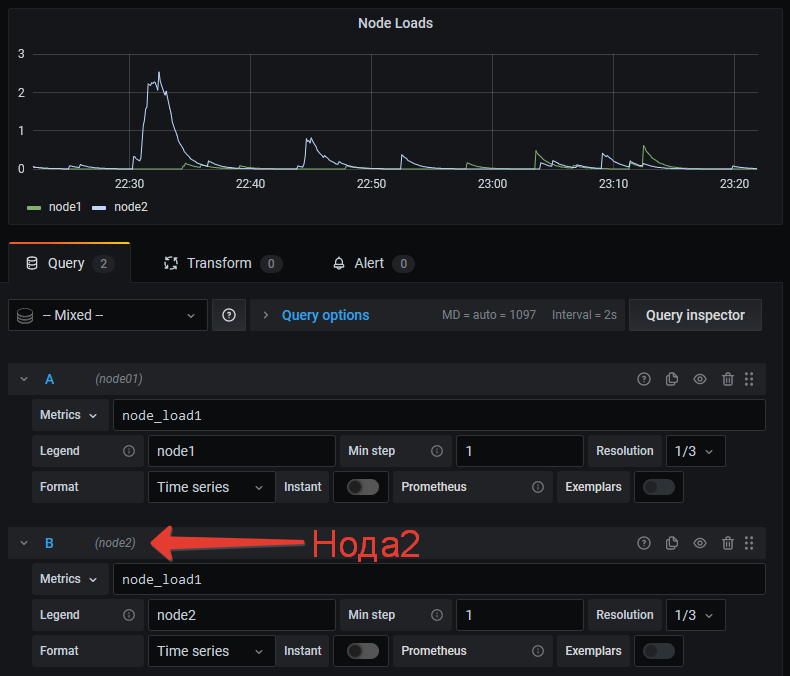 Node Loads
3
2
1
0
22:30 22:40 22:50 23:00 23:10 23:20
node1 node2
Query 2 Transform 0 Alert 0
-- Mixed -- Query options MD = auto = 1097 Interval = 2s Query inspector
A (node01)
Metrics node_load1
Legend node1 Min step 1 Resolution 1/3
Format Time series Instant Prometheus Exemplars
B (node2) Нода2
Metrics node_load1
Legend node2 Min step 1 Resolution 1/3
Format Time series Instant Prometheus Exemplars